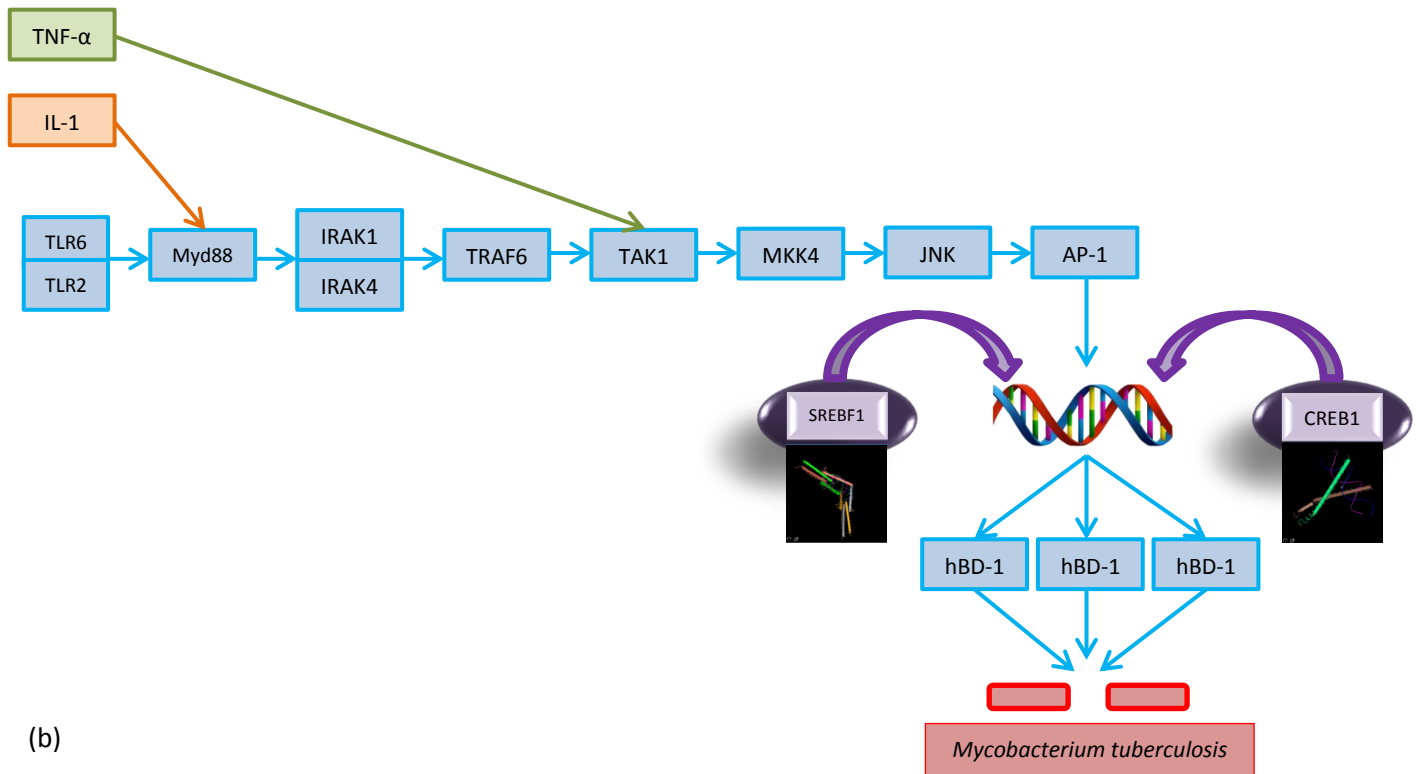 TNF-α
IL-1
TLR6
TLR2
Myd88
IRAK1
IRAK4
TRAF6
TAK1
MKK4
JNK
AP-1
SREBF1
CREB1
hBD-1
hBD-1
hBD-1
Mycobacterium tuberculosis
(b)